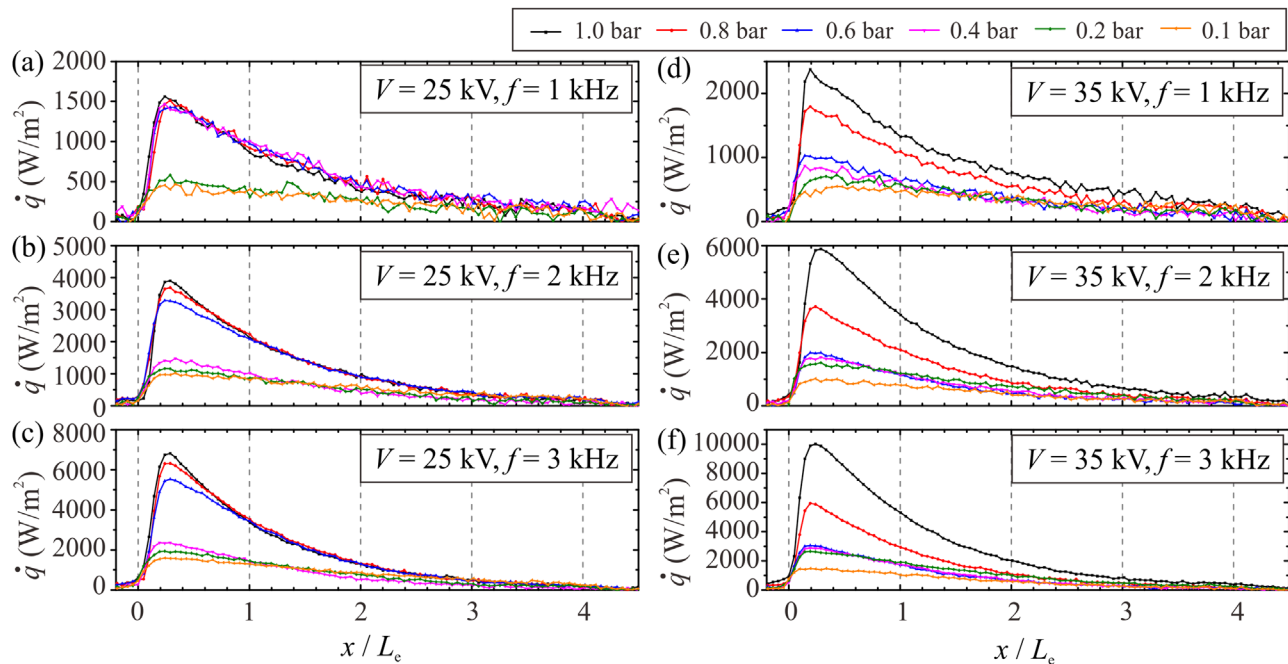 1.0 bar 0.8 bar 0.6 bar 0.4 bar 0.2 bar 0.1 bar
(a)
V = 25 kV, f = 1 kHz
2000
1500
1000
500
0
q̇ (W/m²)
(b)
V = 25 kV, f = 2 kHz
5000
4000
3000
2000
1000
0
q̇ (W/m²)
(c)
V = 25 kV, f = 3 kHz
8000
6000
4000
2000
0
q̇ (W/m²)
0 1 2 3 4
x / Lₑ
(d)
V = 35 kV, f = 1 kHz
2000
1000
0
q̇ (W/m²)
(e)
V = 35 kV, f = 2 kHz
6000
4000
2000
0
q̇ (W/m²)
(f)
V = 35 kV, f = 3 kHz
10000
8000
6000
4000
2000
0
q̇ (W/m²)
0 1 2 3 4
x / Lₑ